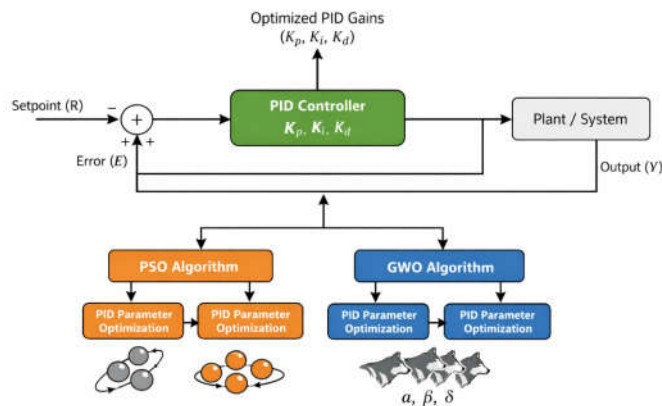 Optimized PID Gains
(Kp, Ki, Kd)
PID Controller
Kp, Ki, Kd
Plant / System
Setpoint (R)
−
+
+ +
Error (E)
Output (Y)
PSO Algorithm
GWO Algorithm
PID Parameter
Optimization
PID Parameter
Optimization
PID Parameter
Optimization
PID Parameter
Optimization
a, β, δ